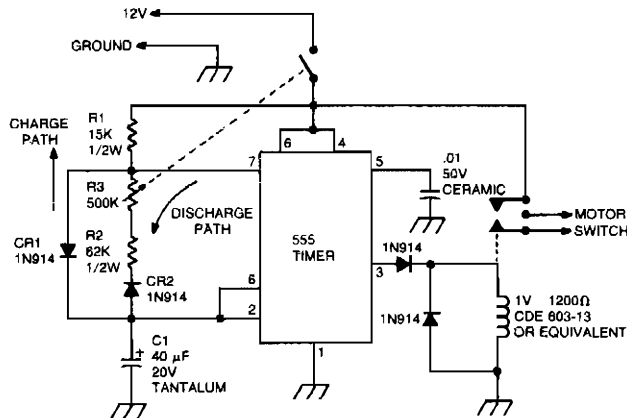 12V
GROUND
CHARGE
PATH
R1
15K
1/2W
6
4
7
5
.01
50V
CERAMIC
R3
500K
DISCHARGE
PATH
MOTOR
SWITCH
CR1
1N914
R2
62K
1/2W
555
TIMER
1N914
3
CR2
1N914
6
2
1N914
1V 1200Ω
CDE 603-13
OR EQUIVALENT
C1
+
40 µF
20V
TANTALUM
1